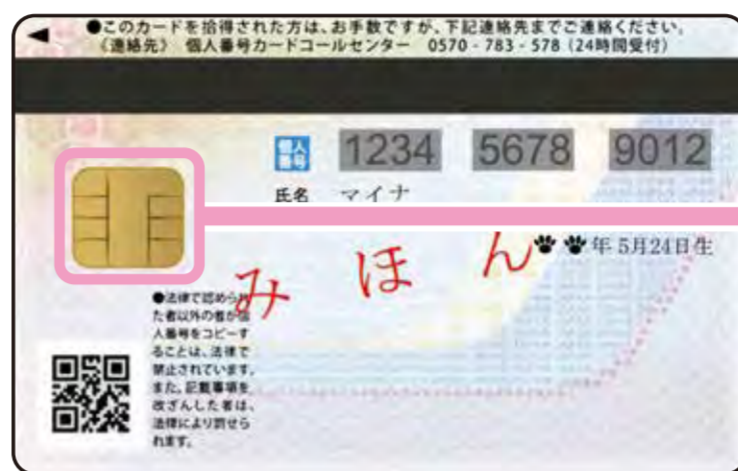 ●このカードを拾得された方は、お手数ですが、下記連絡先までご連絡ください。
〈連絡先〉 個人番号カードコールセンター 0570-783-578（24時間受付）
個人番号 1234 5678 9012
氏名 マイナ
年 5月24日生
みほん
●法律で認められ
た者以外の者が個
人番号をコピーす
ることは、法律で
禁止されています。
また、記載事項を
改ざんした者は、
法律により罰せら
れます。